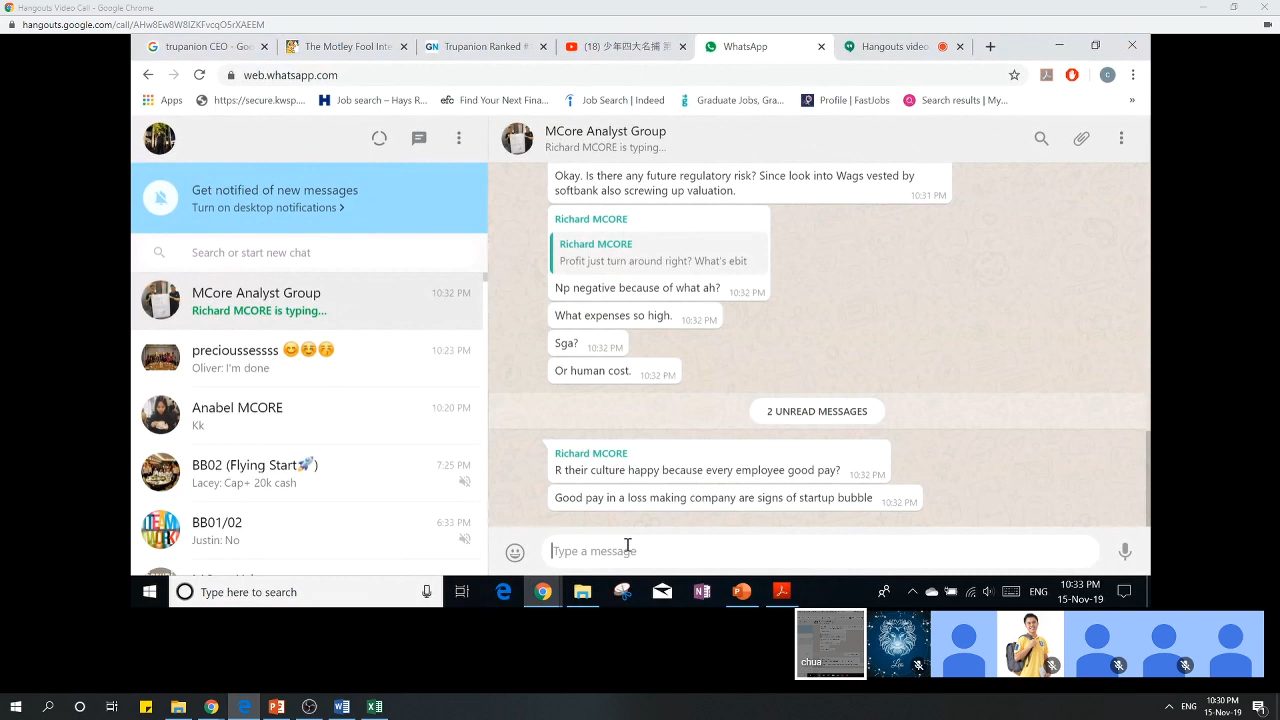 Hangouts Video Call - Google Chrome
hangouts.google.com/call/AHw8Ew8W8IZKFvcqO5rXAEEM
trupanion CEO - Goo
The Motley Food Inte
panion Ranked #
(18) 少年四大名捕 第
WhatsApp
Hangouts video
web.whatsapp.com
Apps
https://secure.kwsp...
Job search – Hays R...
Find Your Next Fina...
Job Search | Indeed
Graduate Jobs, Gra...
Profile | FastJobs
Search results | My...
MCore Analyst Group
Richard MCORE is typing...
Get notified of new messages
Turn on desktop notifications >
Search or start new chat
MCore Analyst Group
10:32 PM
Richard MCORE is typing...
precioussessss 😊☺️😚
10:23 PM
Oliver: I'm done
Anabel MCORE
10:20 PM
Kk
BB02 (Flying Start🚀)
7:25 PM
Lacey: Cap+ 20k cash
BB01/02
6:33 PM
Justin: No
Okay. Is there any future regulatory risk? Since look into Wags vested by
softbank also screwing up valuation.
10:31 PM
Richard MCORE
Richard MCORE
Profit just turn around right? What's ebit
Np negative because of what ah?
10:32 PM
What expenses so high.
10:32 PM
Sga?
10:32 PM
Or human cost.
10:32 PM
2 UNREAD MESSAGES
Richard MCORE
R their culture happy because every employee good pay?
10:32 PM
Good pay in a loss making company are signs of startup bubble
10:32 PM
Type a message
Type here to search
ENG
10:33 PM
15-Nov-19
chua
ENG
10:30 PM
15-Nov-19